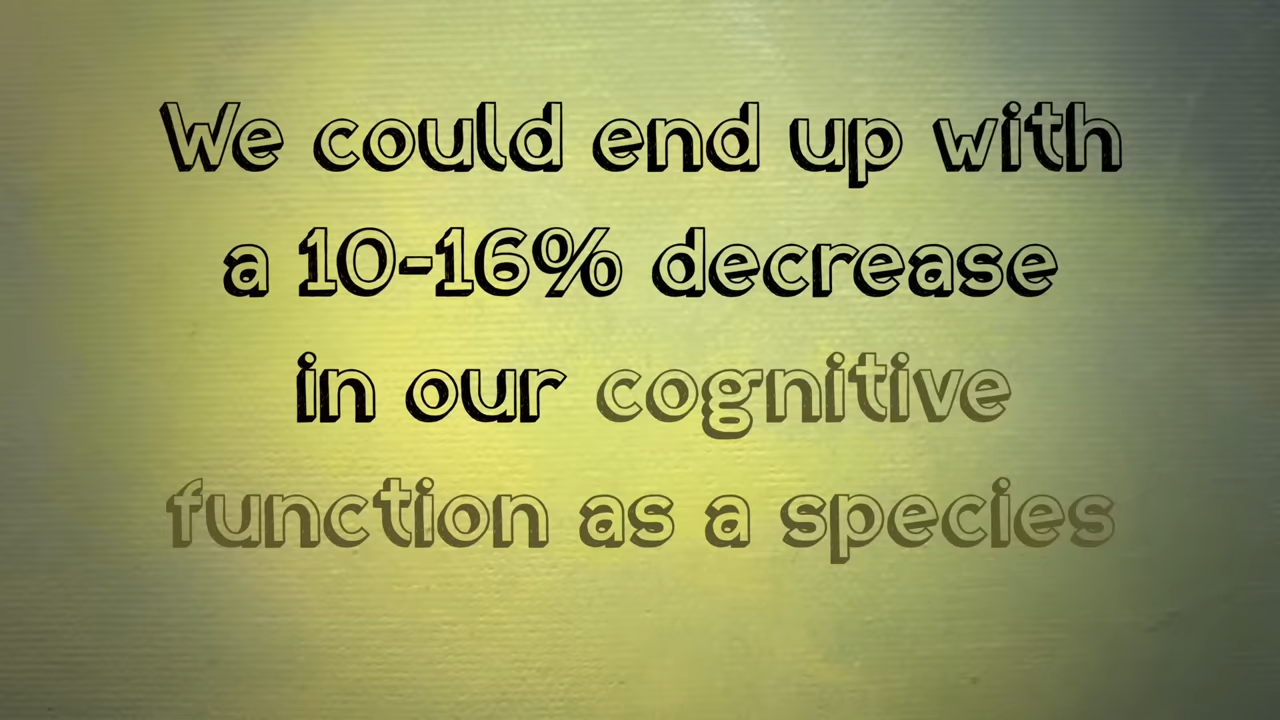 We could end up with
a 10-16% decrease
in our cognitive
function as a species